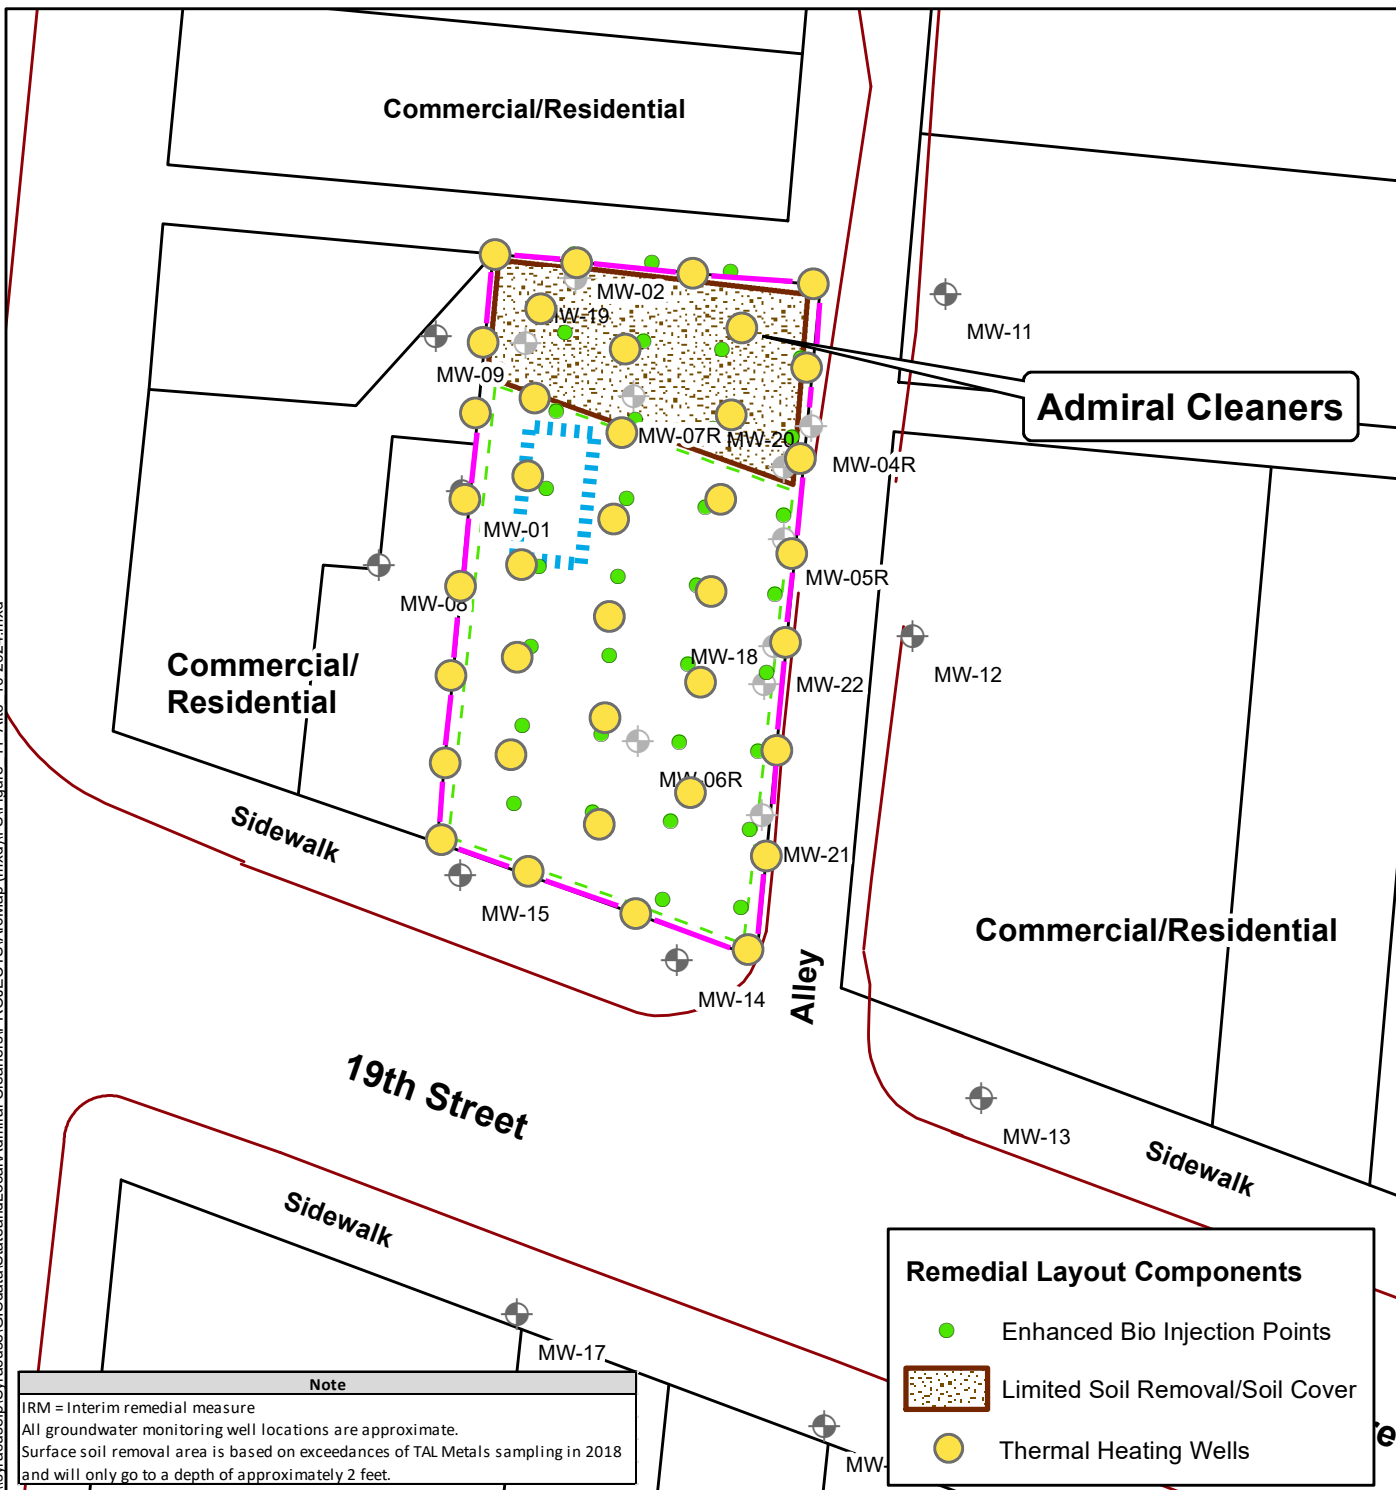 Commercial/Residential
MW-02
MW-19
MW-11
MW-09
Admiral Cleaners
MW-07R
MW-20
MW-04R
MW-01
MW-05R
MW-08
MW-18
Commercial/
Residential
MW-22
MW-12
MW-06R
Sidewalk
MW-21
MW-15
Commercial/Residential
Alley
MW-14
19th Street
MW-13
Sidewalk
Sidewalk
Remedial Layout Components
Enhanced Bio Injection Points
Limited Soil Removal/Soil Cover
Thermal Heating Wells
MW-17
MW-
Note
IRM = Interim remedial measure
All groundwater monitoring well locations are approximate.
Surface soil removal area is based on exceedances of TAL Metals sampling in 2018
and will only go to a depth of approximately 2 feet.